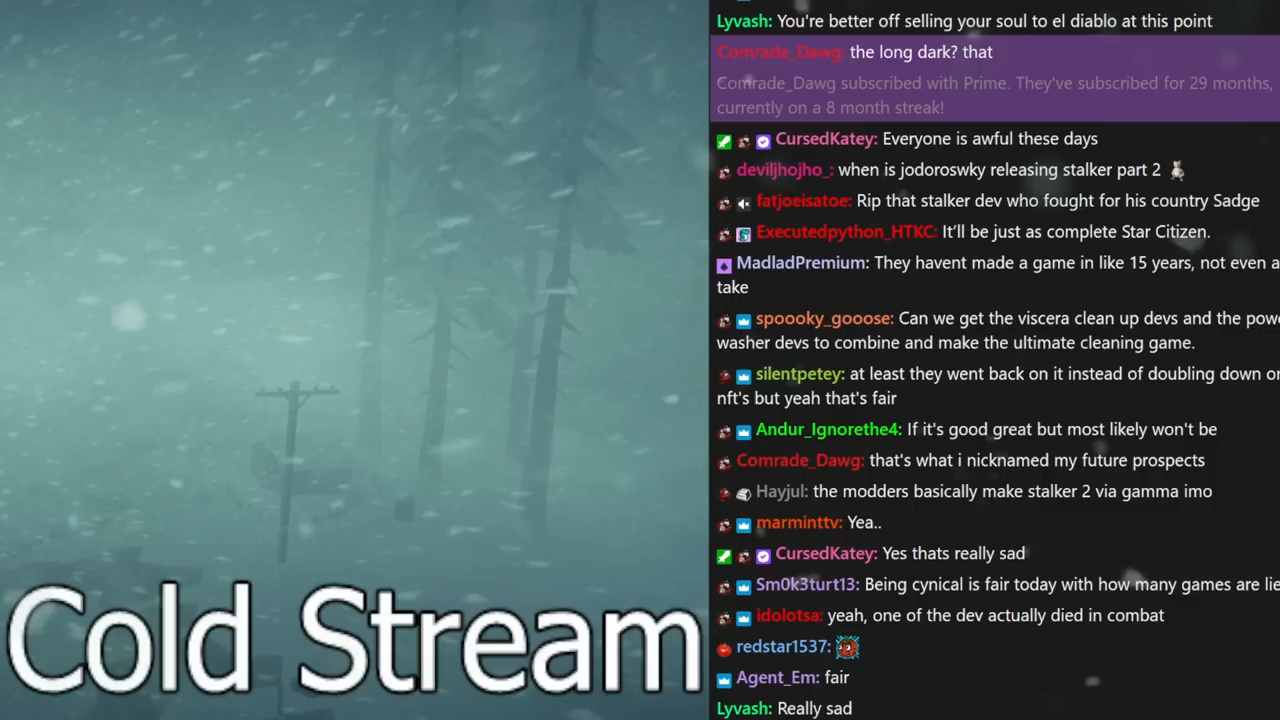 Lyvash: You're better off selling your soul to el diablo at this point
Comrade_Dawg: the long dark? that
Comrade_Dawg subscribed with Prime. They've subscribed for 29 months,
currently on a 8 month streak!
CursedKatey: Everyone is awful these days
deviljhojho_: when is jodoroswky releasing stalker part 2
fatjoeisatoe: Rip that stalker dev who fought for his country Sadge
Executedpython_HTKC: It’ll be just as complete Star Citizen.
MadladPremium: They havent made a game in like 15 years, not even a
take
spoooky_gooose: Can we get the viscera clean up devs and the pow
washer devs to combine and make the ultimate cleaning game.
silentpetey: at least they went back on it instead of doubling down on
nft's but yeah that's fair
Andur_Ignorethe4: If it's good great but most likely won't be
Comrade_Dawg: that's what i nicknamed my future prospects
Hayjul: the modders basically make stalker 2 via gamma imo
marminttv: Yea..
CursedKatey: Yes thats really sad
Sm0k3turt13: Being cynical is fair today with how many games are lie
idolotsa: yeah, one of the dev actually died in combat
redstar1537:
Agent_Em: fair
Lyvash: Really sad
Cold Stream